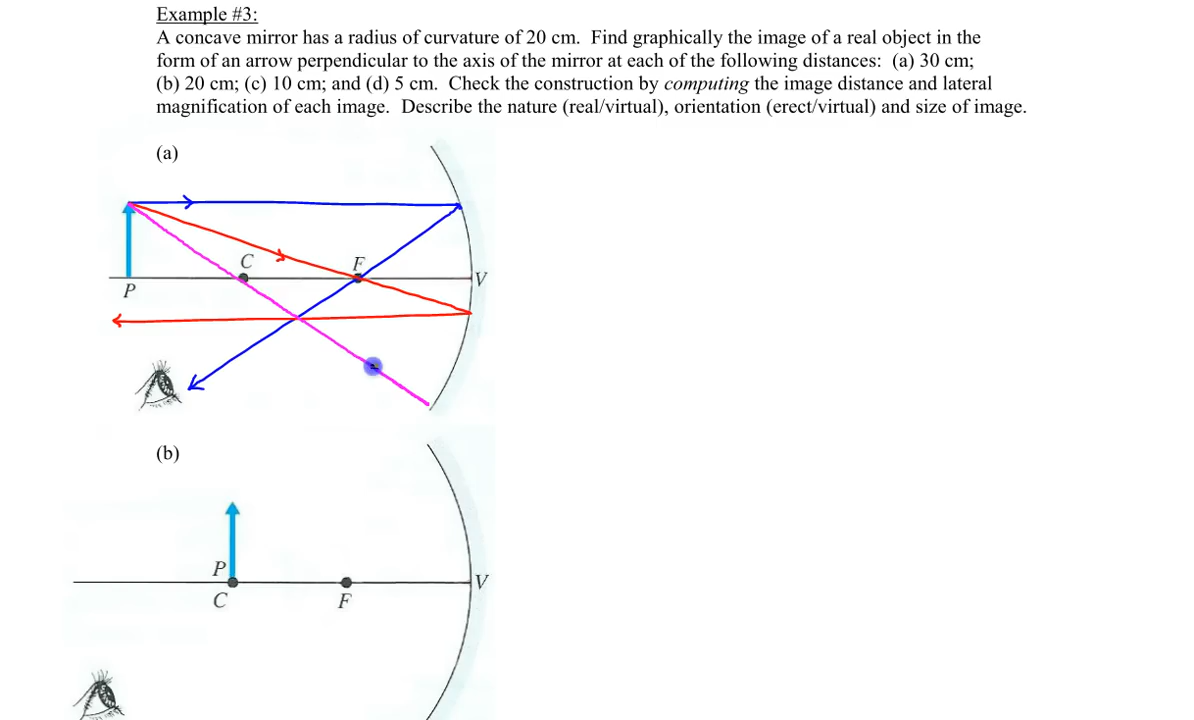 Example #3:
A concave mirror has a radius of curvature of 20 cm.  Find graphically the image of a real object in the
form of an arrow perpendicular to the axis of the mirror at each of the following distances:  (a) 30 cm;
(b) 20 cm; (c) 10 cm; and (d) 5 cm.  Check the construction by computing the image distance and lateral
magnification of each image.  Describe the nature (real/virtual), orientation (erect/virtual) and size of image.
(a)
C F
P V
(b)
P V
C F